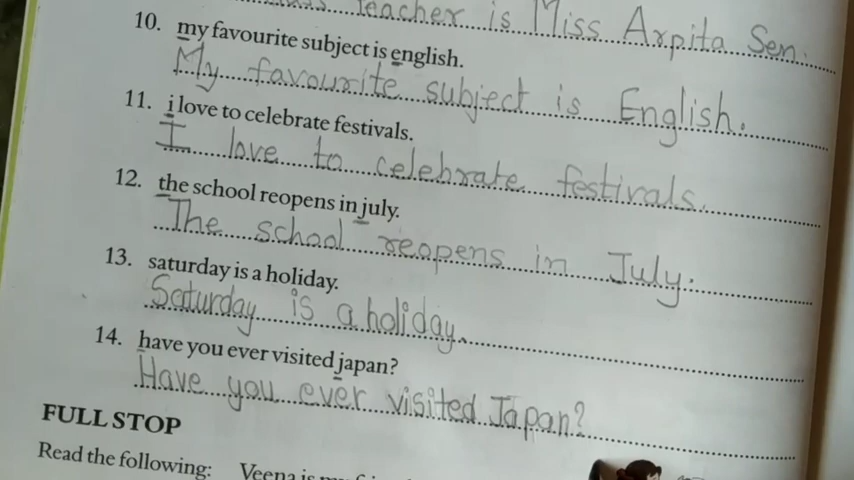 teacher is Miss Arpita Sen.
10. my favourite subject is english.
My favourite subject is English.
11. i love to celebrate festivals.
I love to celebrate festivals.
12. the school reopens in july.
The school reopens in July.
13. saturday is a holiday.
Saturday is a holiday.
14. have you ever visited japan?
Have you ever visited Japan?
FULL STOP
Read the following: Veena is my